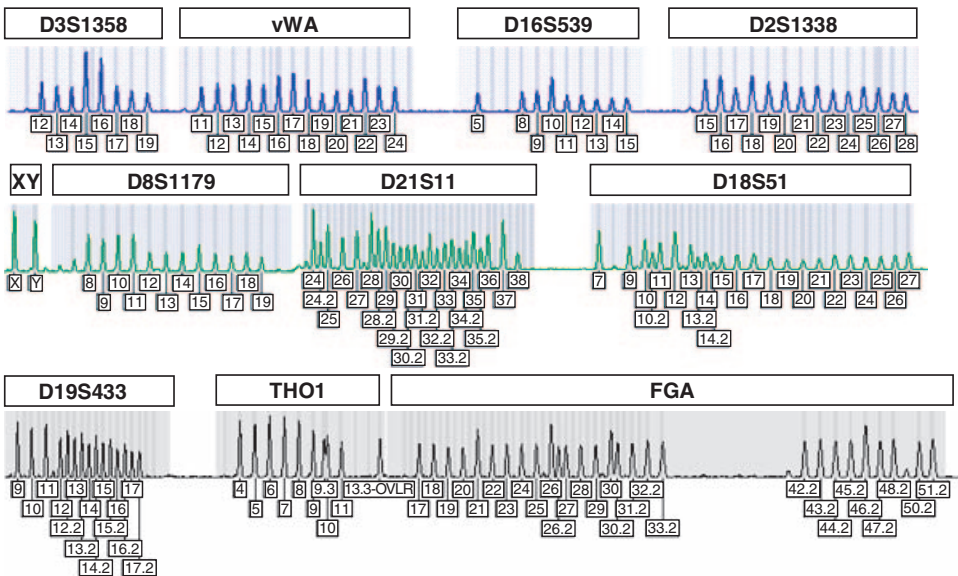 D3S1358 vWA D16S539 D2S1338
12 14 16 18 11 13 15 17 19 21 23 5 8 10 12 14 15 17 19 21 23 25 27
13 15 17 19 12 14 16 18 20 22 24 9 11 13 15 16 18 20 22 24 26 28
XY D8S1179 D21S11 D18S51
X Y 8 10 12 14 16 18 24 26 28 30 32 34 36 38 7 9 11 13 15 17 19 21 23 25 27
9 11 13 15 17 19 24.2 27 29 31 33 35 37 10 12 14 16 18 20 22 24 26
25 28.2 31.2 34.2 10.2 13.2
29.2 32.2 35.2 14.2
30.2 33.2
D19S433 THO1 FGA
9 11 13 15 17 4 6 8 9.3 13.3-OVLR 18 20 22 24 26 28 30 32.2 42.2 45.2 48.2 51.2
10 12 14 16 5 7 9 11 17 19 21 23 25 27 29 31.2 43.2 46.2 50.2
12.2 15.2 10 26.2 30.2 33.2 44.2 47.2
13.2 16.2
14.2 17.2